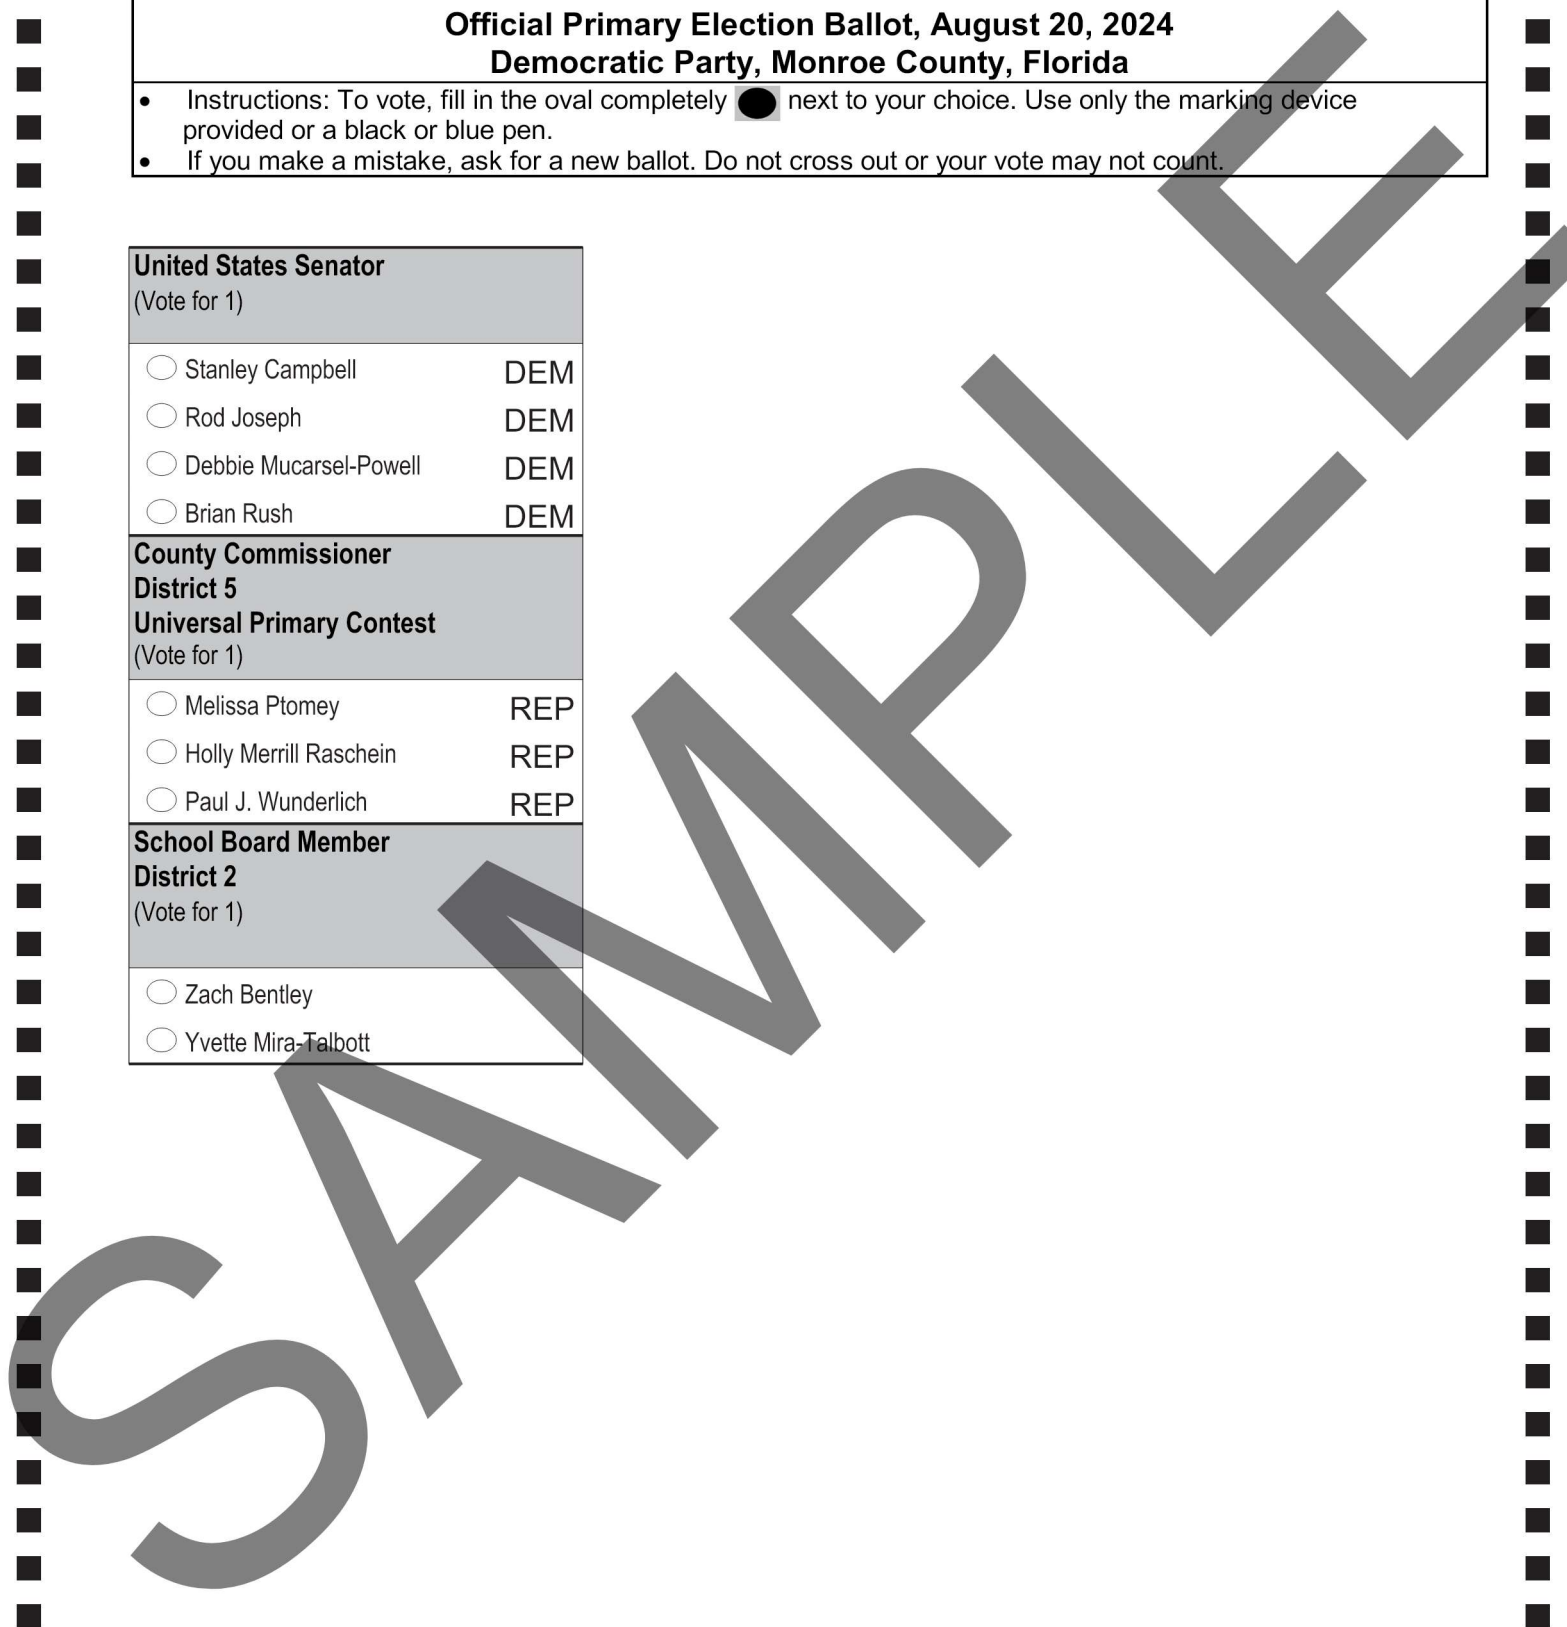 Official Primary Election Ballot, August 20, 2024
Democratic Party, Monroe County, Florida
• Instructions: To vote, fill in the oval completely next to your choice. Use only the marking device
provided or a black or blue pen.
• If you make a mistake, ask for a new ballot. Do not cross out or your vote may not count.
United States Senator
(Vote for 1)
Stanley Campbell DEM
Rod Joseph DEM
Debbie Mucarsel-Powell DEM
Brian Rush DEM
County Commissioner
District 5
Universal Primary Contest
(Vote for 1)
Melissa Ptomey REP
Holly Merrill Raschein REP
Paul J. Wunderlich REP
School Board Member
District 2
(Vote for 1)
Zach Bentley
Yvette Mira-Talbott
SAMPLE